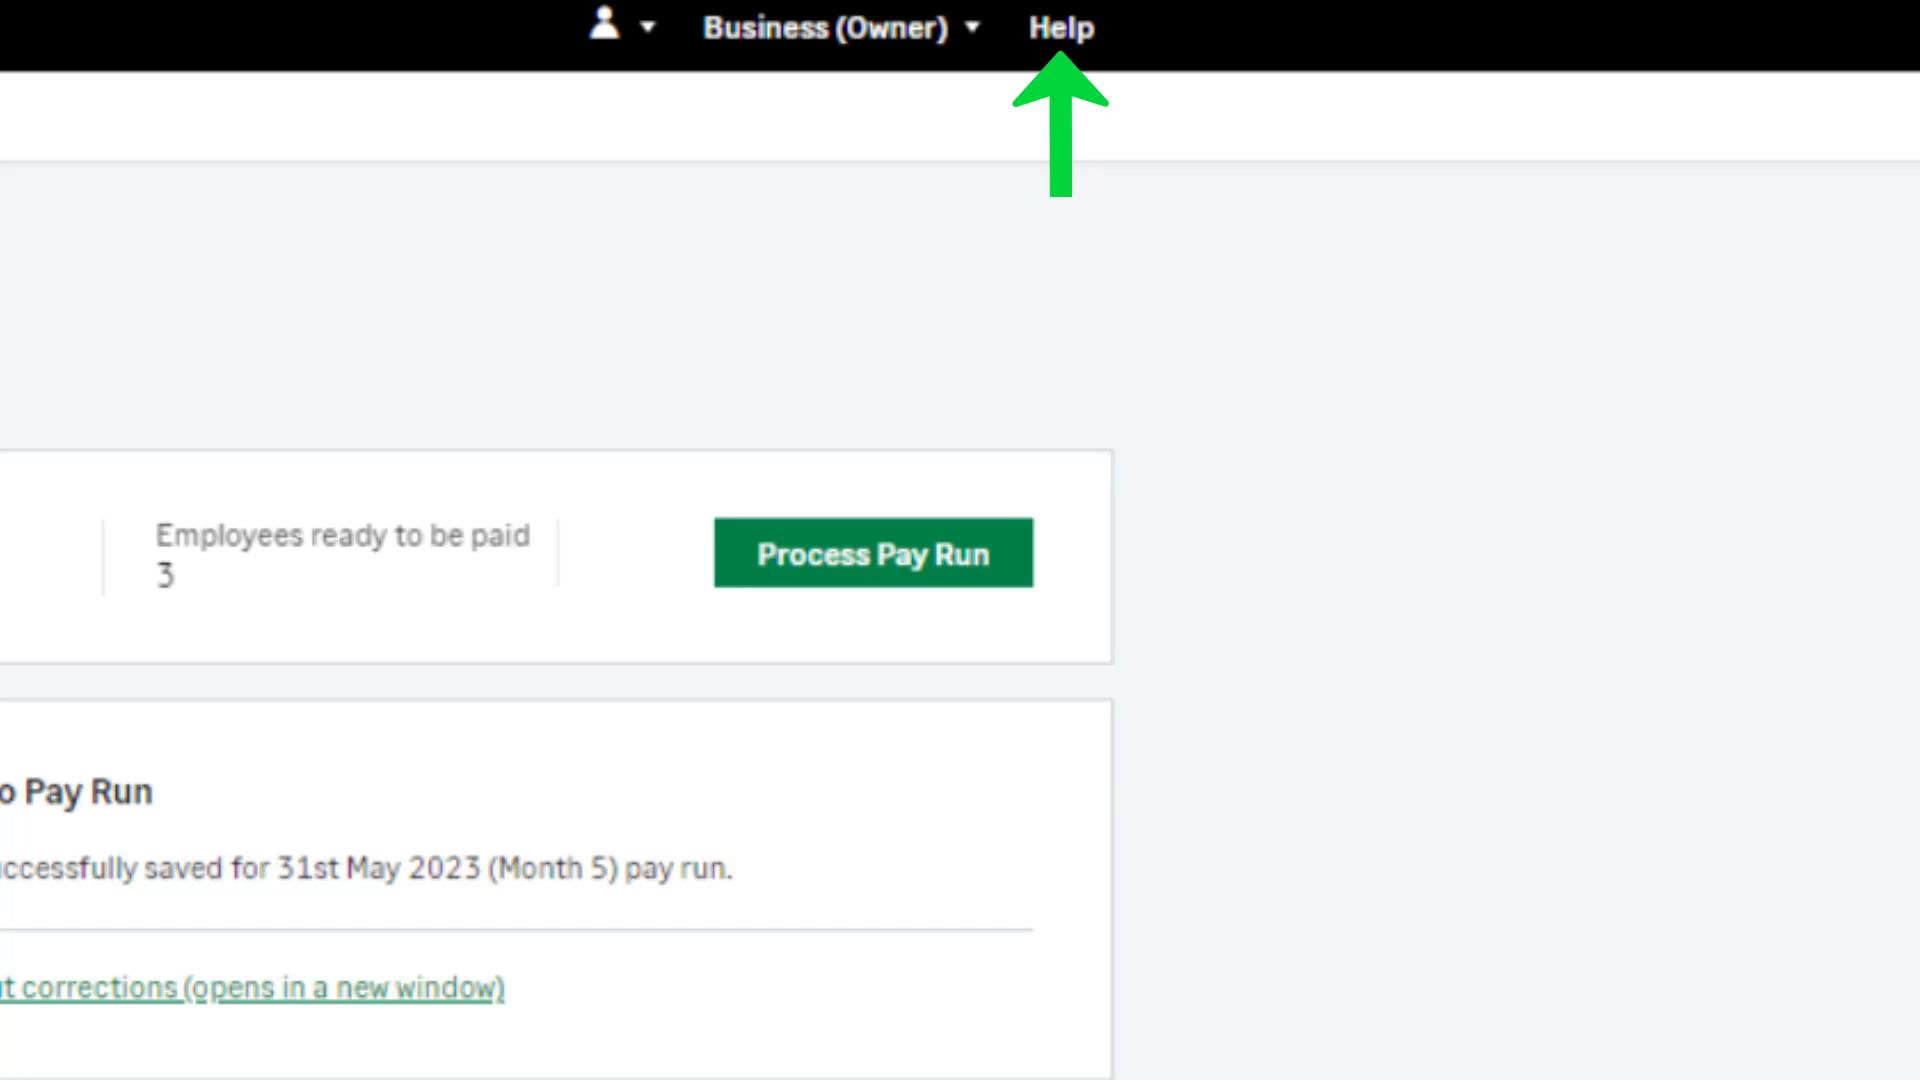 Business (Owner) Help
Employees ready to be paid
3
Process Pay Run
Pay Run
saved for 31st May 2023 (Month 5) pay run.
corrections (opens in a new window)